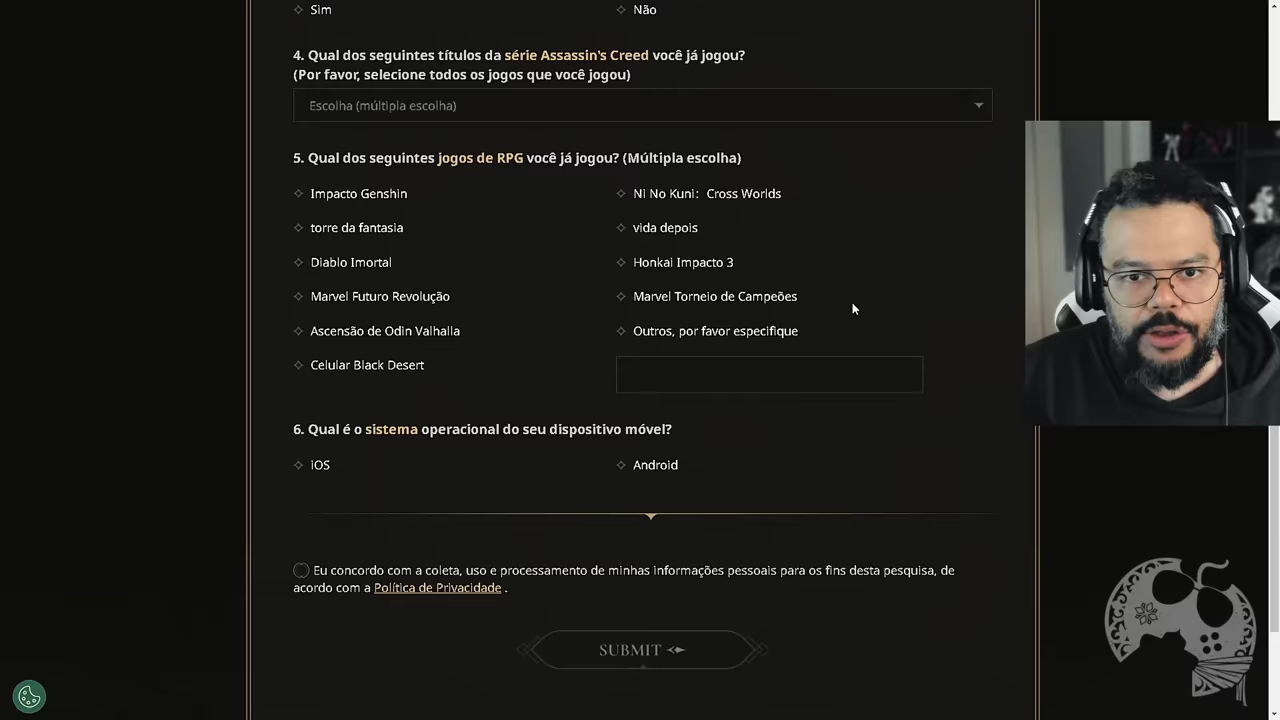 Sim
Não
4. Qual dos seguintes títulos da série Assassin's Creed você já jogou?
(Por favor, selecione todos os jogos que você jogou)
Escolha (múltipla escolha)
5. Qual dos seguintes jogos de RPG você já jogou? (Múltipla escolha)
Impacto Genshin
Ni No Kuni: Cross Worlds
torre da fantasia
vida depois
Diablo Imortal
Honkai Impacto 3
Marvel Futuro Revolução
Marvel Torneio de Campeões
Ascensão de Odin Valhalla
Outros, por favor especifique
Celular Black Desert
6. Qual é o sistema operacional do seu dispositivo móvel?
iOS
Android
Eu concordo com a coleta, uso e processamento de minhas informações pessoais para os fins desta pesquisa, de
acordo com a Política de Privacidade .
SUBMIT